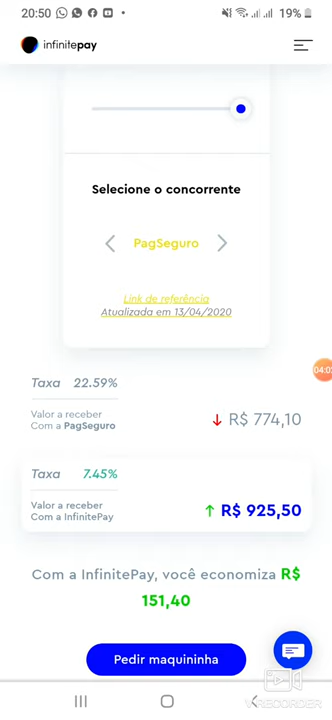 20:50
19%
infinitepay
Selecione o concorrente
PagSeguro
Link de referência
Atualizada em 13/04/2020
04:0
Taxa 22.59%
Valor a receber
Com a PagSeguro
R$ 774,10
Taxa 7.45%
Valor a receber
Com a InfinitePay
R$ 925,50
Com a InfinitePay, você economiza R$
151,40
Pedir maquininha
V RECORDER